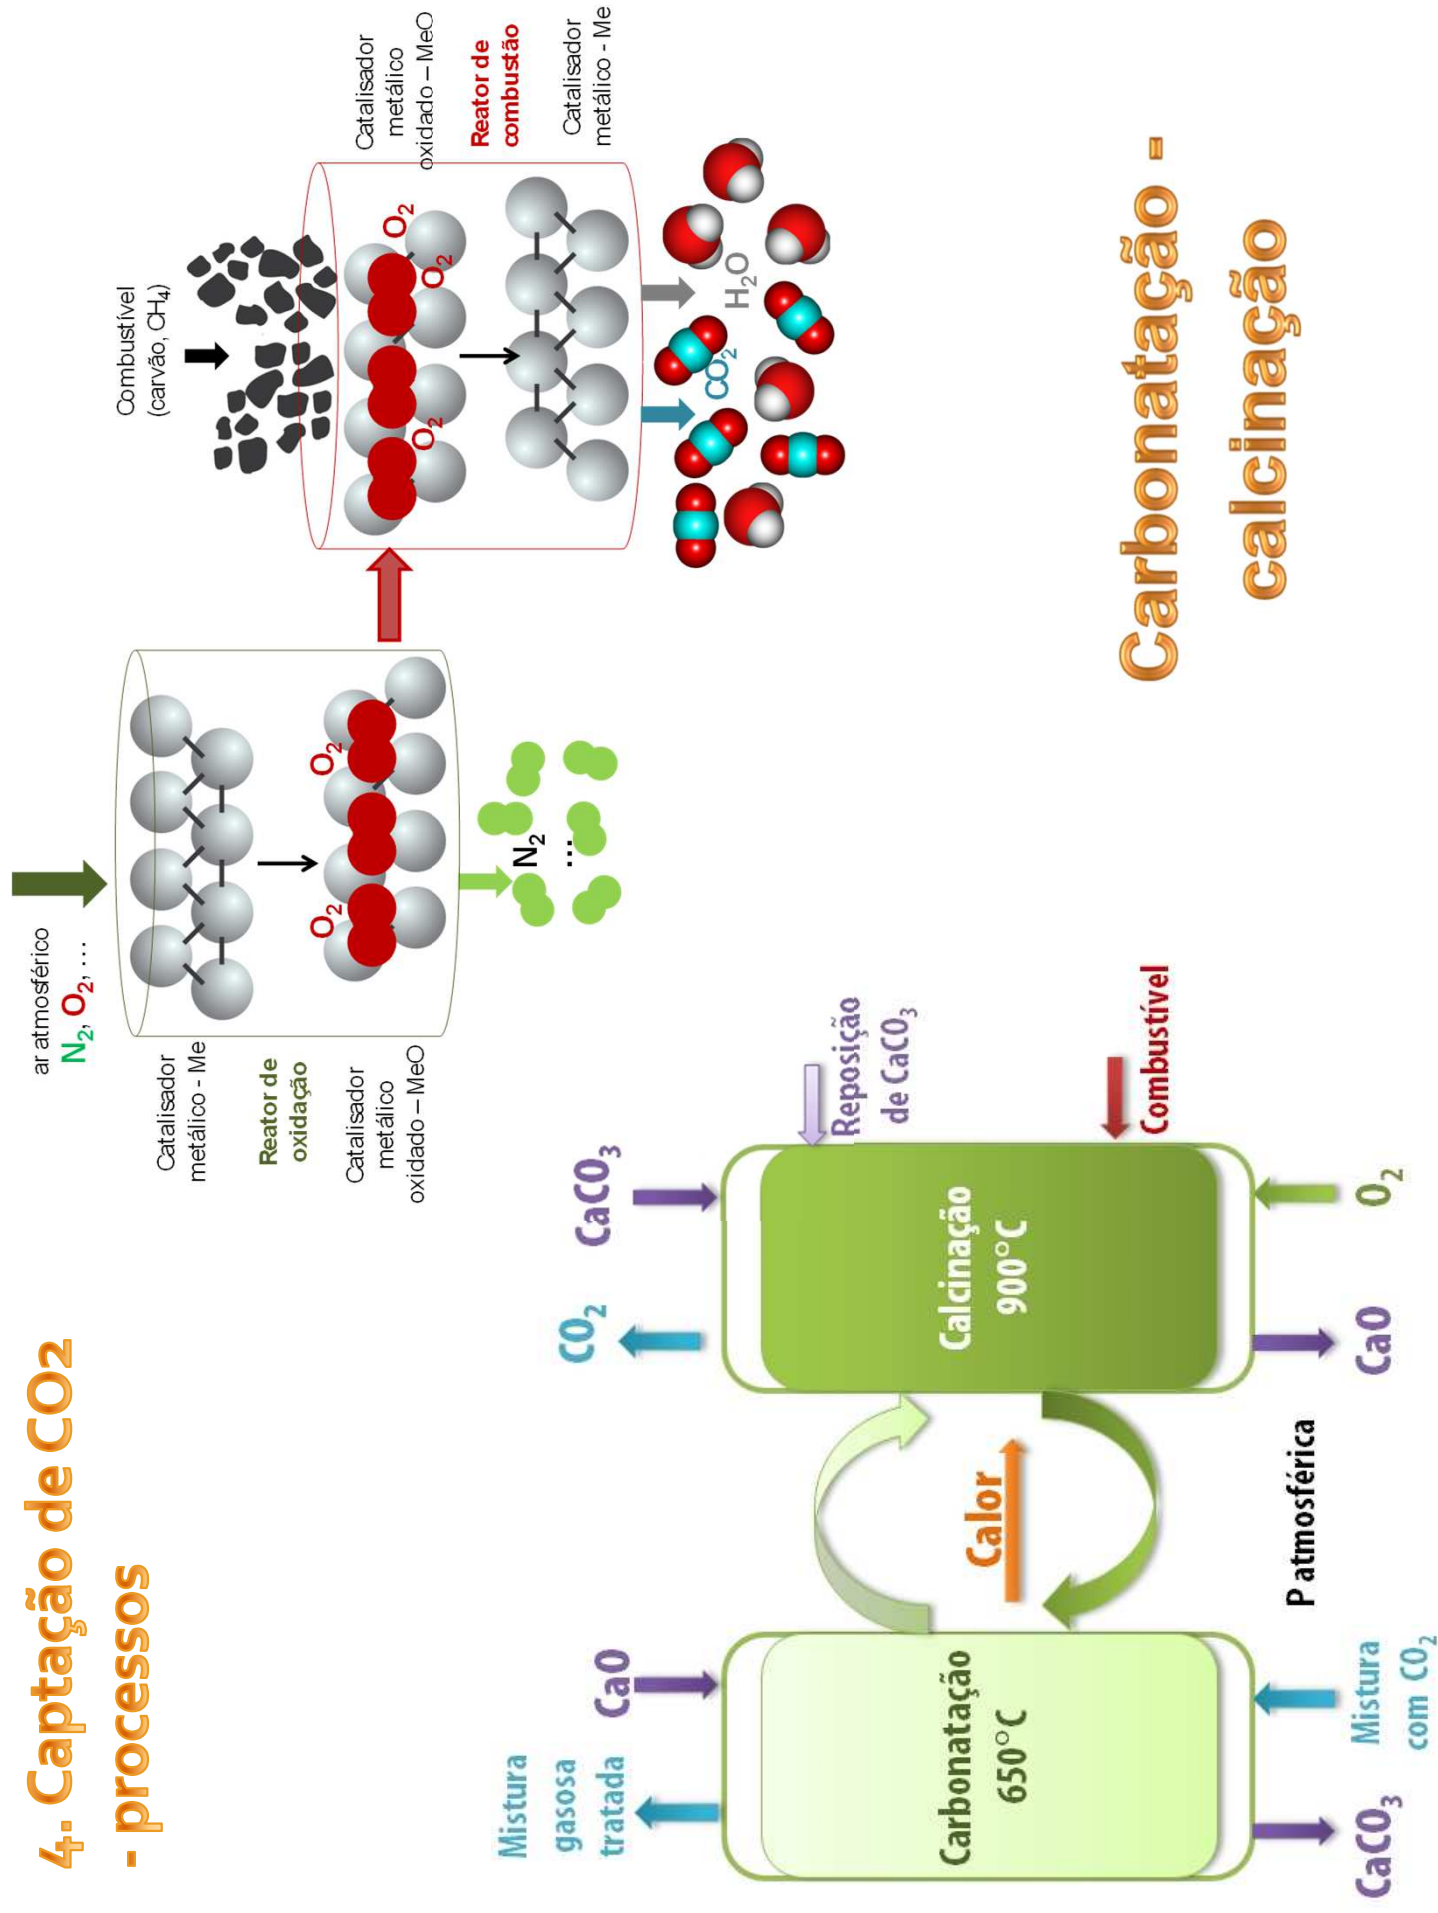 4. Captação de CO2
- processos
ar atmosférico
N2, O2, ...
Catalisador
metálico - Me
Reator de
oxidação
Catalisador
metálico
oxidado – MeO
O2
O2
N2
...
Combustível
(carvão, CH4)
Catalisador
metálico
oxidado – MeO
Reator de
combustão
Catalisador
metálico - Me
O2
O2
O2
CO2
H2O
Mistura
gasosa
tratada
CaO
Carbonatação
650°C
CaCO3
Mistura
com CO2
Calor
P atmosférica
CO2
CaCO3
Calcinação
900°C
CaO
O2
Reposição
de CaCO3
Combustível
Carbonatação -
calcinação